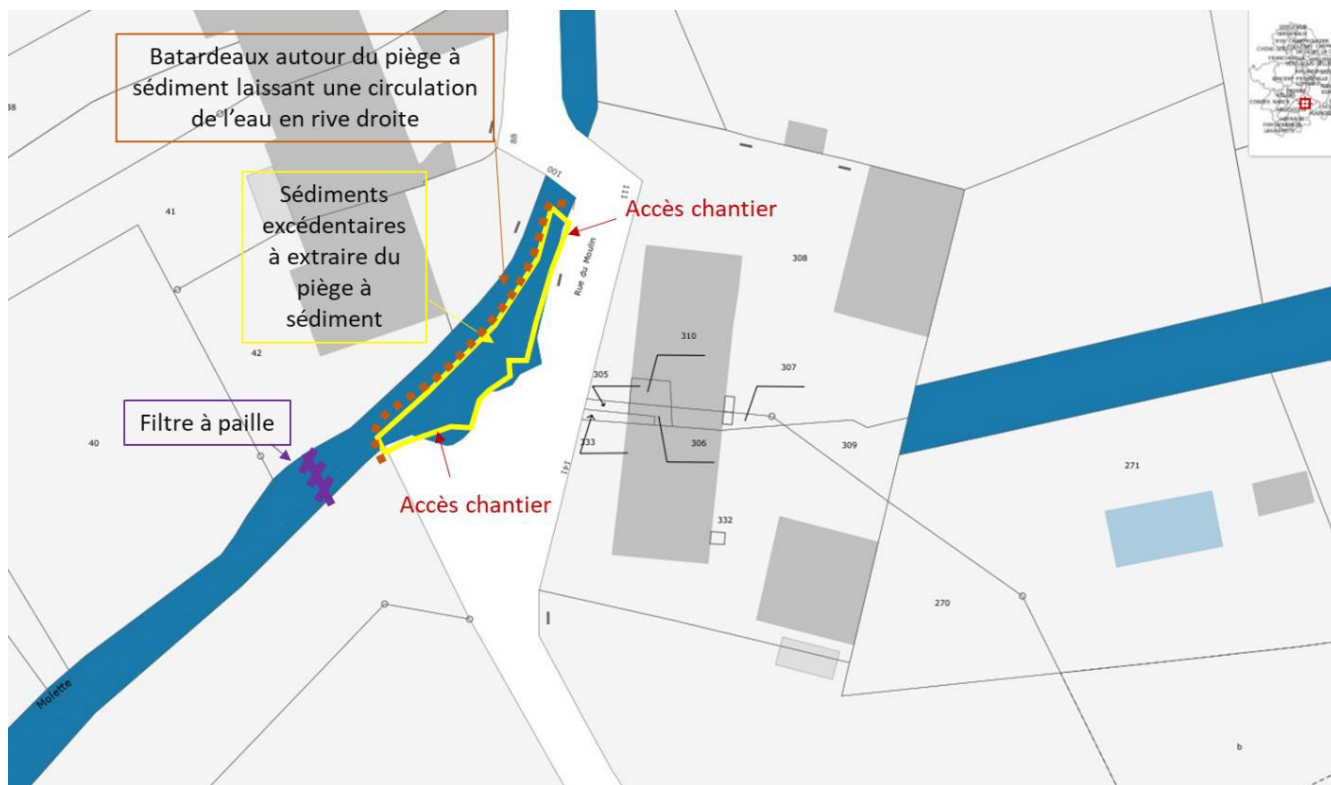 Batardeaux autour du piège à
sédiment laissant une circulation
de l'eau en rive droite
38
88
100
111
Sédiments
excédentaires
à extraire du
piège à
sédiment
Accès chantier
41
Rue du Moulin
308
42
310
305
307
Filtre à paille
40
333
306
309
141
271
Accès chantier
332
270
Molette
b